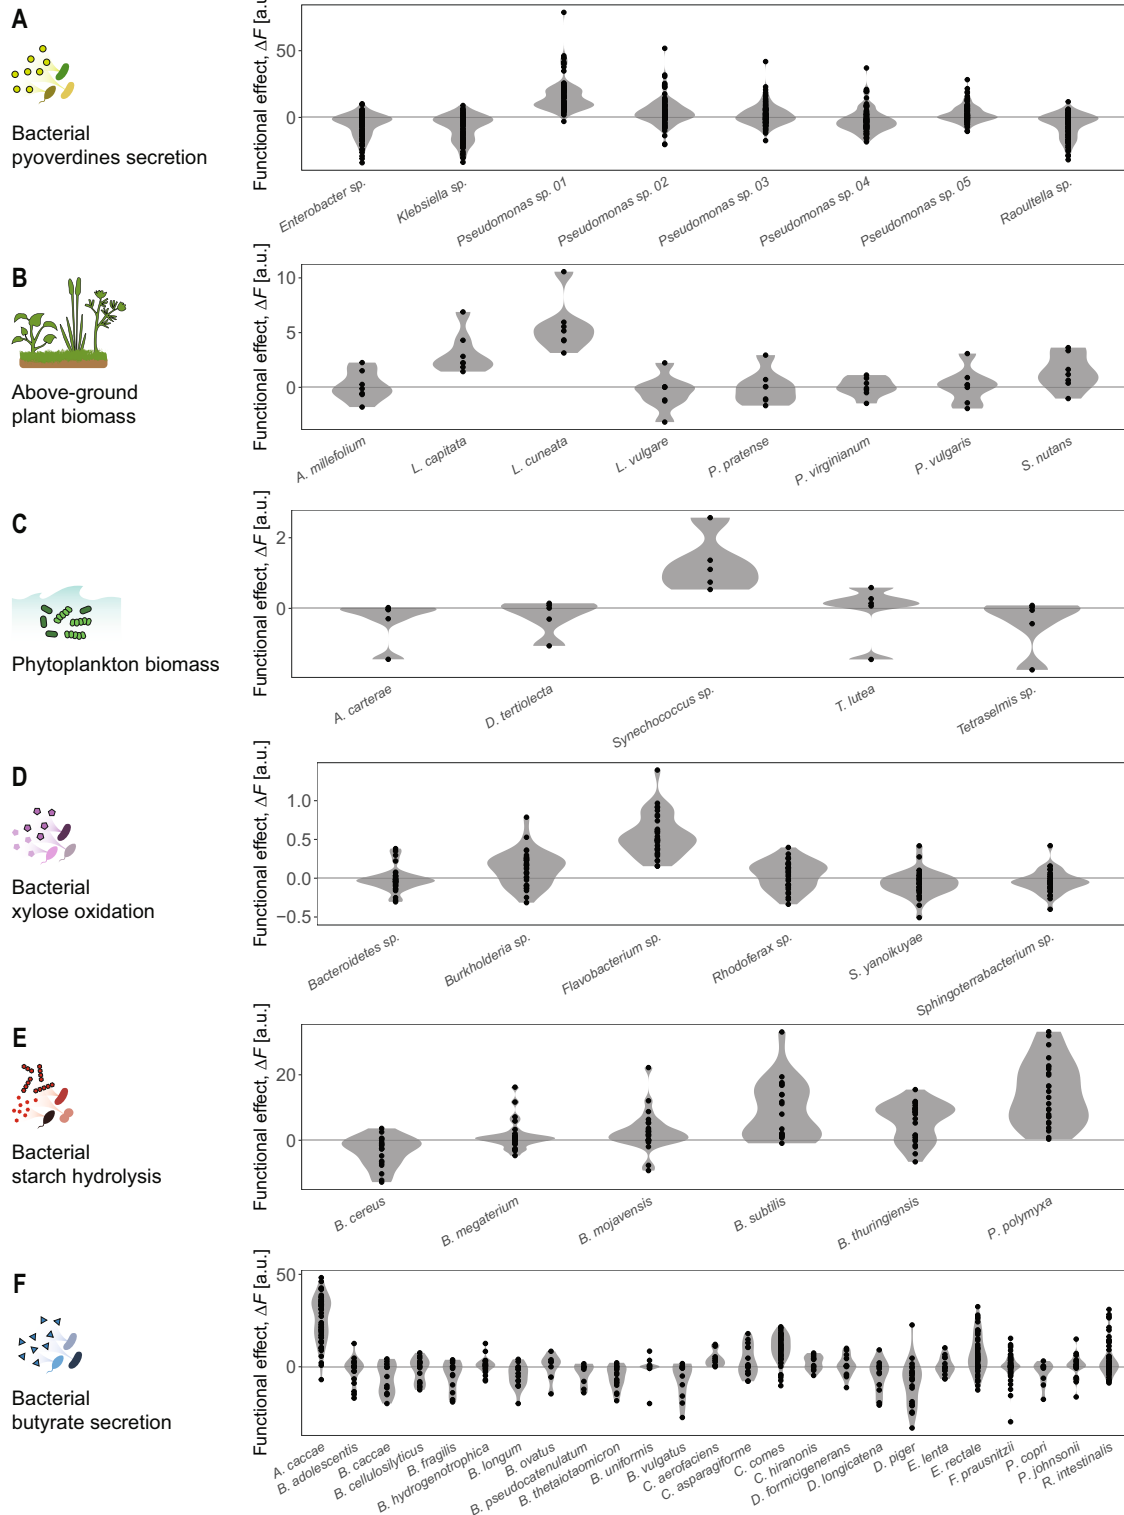 A
Bacterial
pyoverdines secretion
Functional effect, ΔF [a.u.]
50
0
Enterobacter sp.
Klebsiella sp.
Pseudomonas sp. 01
Pseudomonas sp. 02
Pseudomonas sp. 03
Pseudomonas sp. 04
Pseudomonas sp. 05
Raoultella sp.
B
Above-ground
plant biomass
Functional effect, ΔF [a.u.]
10
5
0
A. millefolium
L. capitata
L. cuneata
L. vulgare
P. pratense
P. virginianum
P. vulgaris
S. nutans
C
Phytoplankton biomass
Functional effect, ΔF [a.u.]
2
0
A. carterae
D. tertiolecta
Synechococcus sp.
T. lutea
Tetraselmis sp.
D
Bacterial
xylose oxidation
Functional effect, ΔF [a.u.]
1.0
0.5
0.0
−0.5
Bacteroidetes sp.
Burkholderia sp.
Flavobacterium sp.
Rhodoferax sp.
S. yanoikuyae
Sphingoterrabacterium sp.
E
Bacterial
starch hydrolysis
Functional effect, ΔF [a.u.]
20
0
B. cereus
B. megaterium
B. mojavensis
B. subtilis
B. thuringiensis
P. polymyxa
F
Bacterial
butyrate secretion
Functional effect, ΔF [a.u.]
50
0
A. caccae
B. adolescentis
B. caccae
B. cellulosilyticus
B. fragilis
B. hydrogenotrophica
B. longum
B. ovatus
B. pseudocatenulatum
B. thetaiotaomicron
B. uniformis
B. vulgatus
C. aerofaciens
C. asparagiforme
C. comes
C. hiranonis
D. formicigenerans
D. longicatena
D. piger
E. lenta
E. rectale
F. prausnitzii
P. copri
P. johnsonii
R. intestinalis